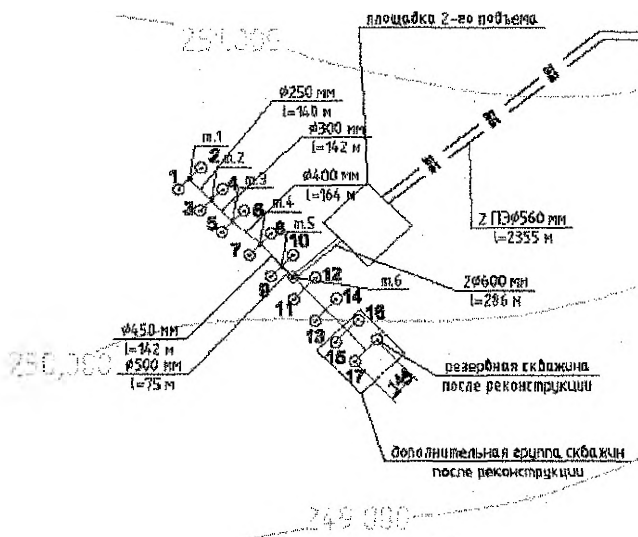 площадка 2-го подъема
251,000
ф250 мм
l=140 м
ф300 мм
l=142 м
ф400 мм
l=164 м
т.1
т.2
т.3
т.4
т.5
т.6
1
2
3
4
5
6
7
8
9
10
11
12
13
14
15
16
17
2 ПЭф560 мм
l=2355 м
2ф600 мм
l=286 м
ф450 мм
l=142 м
250,000
ф500 мм
l=75 м
резервная скважина
после реконструкции
дополнительная группа скважин
после реконструкции
249,000